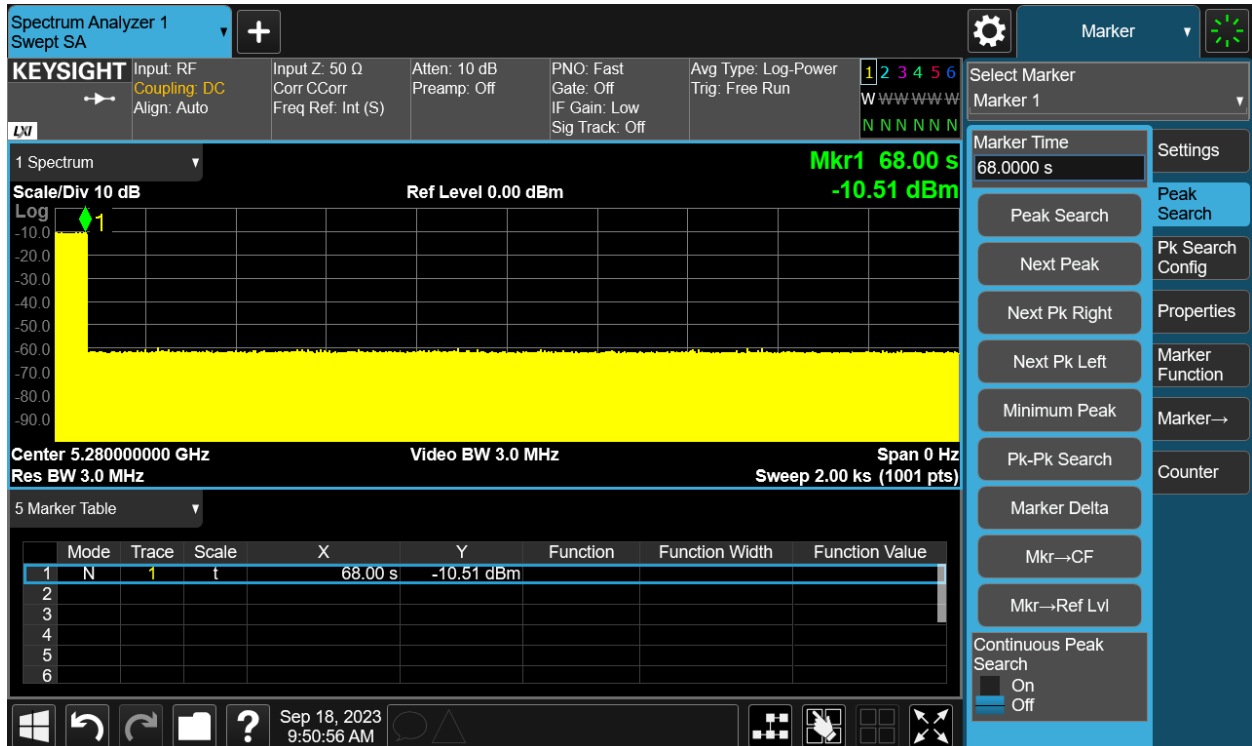 Spectrum Analyzer 1
Swept SA
Marker
KEYSIGHT
LXI
Input: RF
Coupling: DC
Align: Auto
Input Z: 50 Ω
Corr CCorr
Freq Ref: Int (S)
Atten: 10 dB
Preamp: Off
PNO: Fast
Gate: Off
IF Gain: Low
Sig Track: Off
Avg Type: Log-Power
Trig: Free Run
1 2 3 4 5 6
W W W W W W
N N N N N N
Select Marker
Marker 1
1 Spectrum
Mkr1 68.00 s
Scale/Div 10 dB
Ref Level 0.00 dBm
-10.51 dBm
Log
1
-10.0
-20.0
-30.0
-40.0
-50.0
-60.0
-70.0
-80.0
-90.0
Center 5.280000000 GHz
Video BW 3.0 MHz
Span 0 Hz
Res BW 3.0 MHz
Sweep 2.00 ks (1001 pts)
5 Marker Table
Mode Trace Scale X Y Function Function Width Function Value
1 N 1 t 68.00 s -10.51 dBm
2
3
4
5
6
Marker Time
68.0000 s
Peak Search
Next Peak
Next Pk Right
Next Pk Left
Minimum Peak
Pk-Pk Search
Marker Delta
Mkr→CF
Mkr→Ref Lvl
Continuous Peak
Search
On
Off
Settings
Peak
Search
Pk Search
Config
Properties
Marker
Function
Marker→
Counter
?
Sep 18, 2023
9:50:56 AM